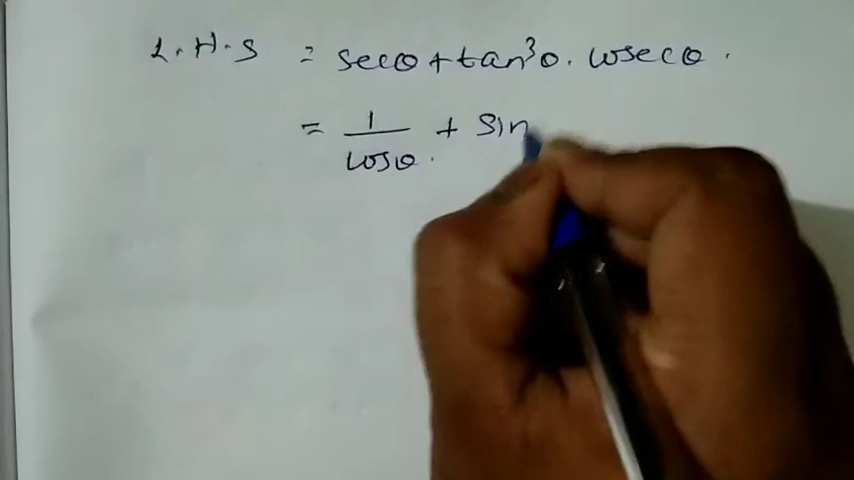 L.H.S = secθ + tan³θ. cosecθ.
= 1/cosθ. + sin